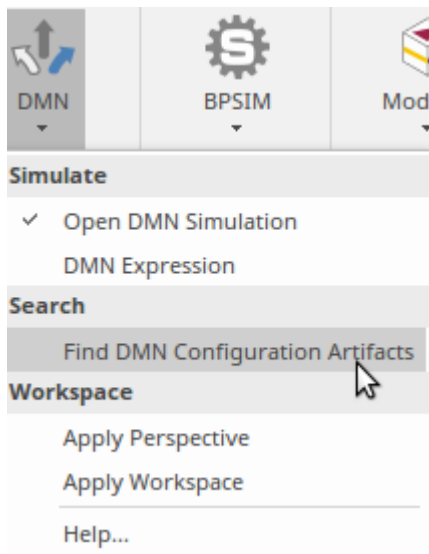 DMN
BPSIM
Mod
Simulate
Open DMN Simulation
DMN Expression
Search
Find DMN Configuration Artifacts
Workspace
Apply Perspective
Apply Workspace
Help...